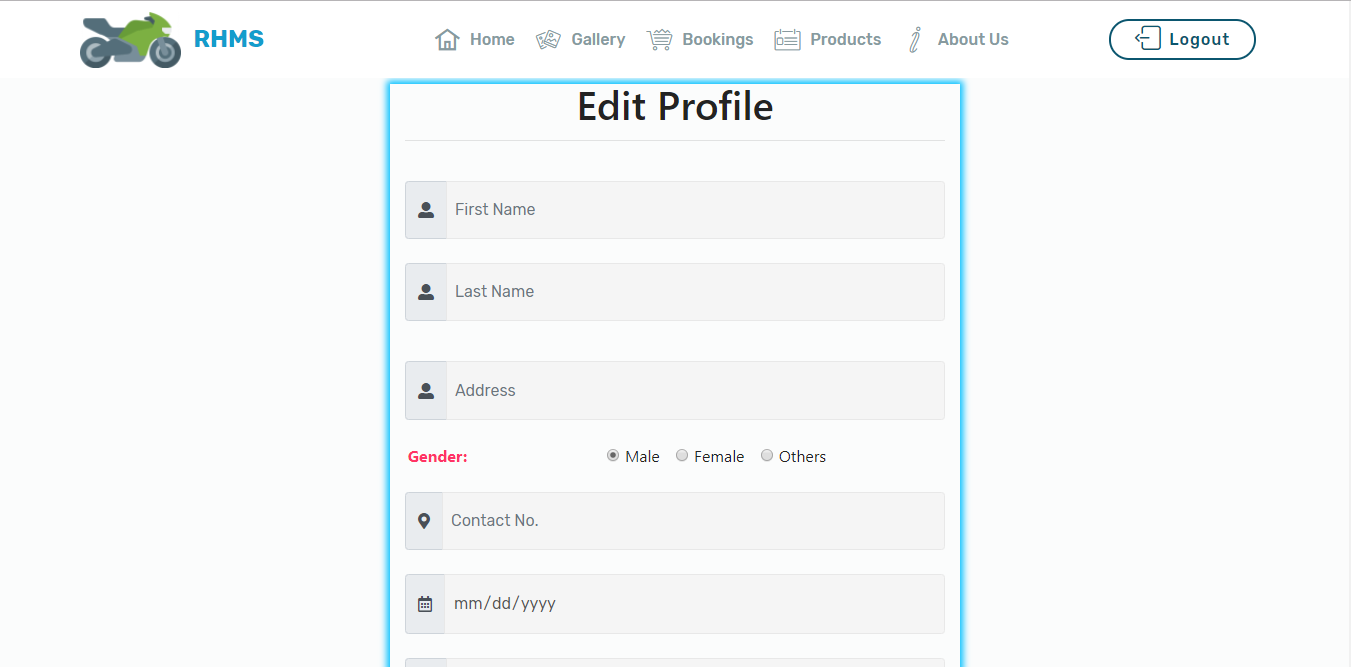 RHMS
Home Gallery Bookings Products About Us
Logout
Edit Profile
First Name
Last Name
Address
Gender: Male Female Others
Contact No.
mm/dd/yyyy